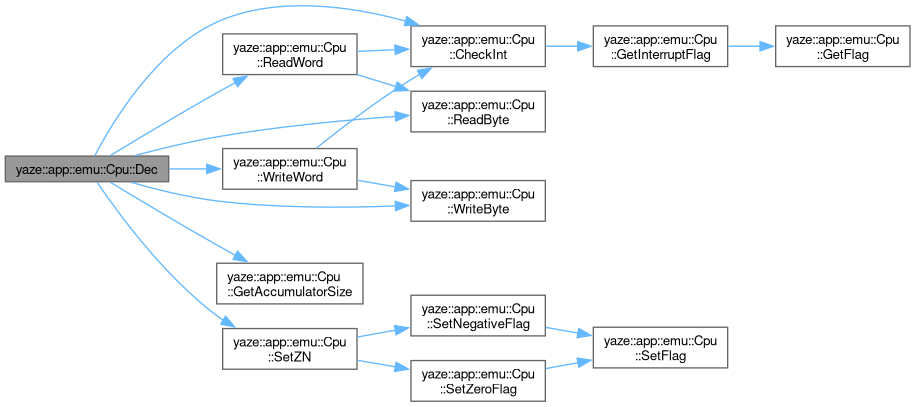 yaze::app::emu::Cpu::Dec
yaze::app::emu::Cpu
::ReadWord
yaze::app::emu::Cpu
::WriteWord
yaze::app::emu::Cpu
::GetAccumulatorSize
yaze::app::emu::Cpu
::SetZN
yaze::app::emu::Cpu
::CheckInt
yaze::app::emu::Cpu
::ReadByte
yaze::app::emu::Cpu
::WriteByte
yaze::app::emu::Cpu
::SetNegativeFlag
yaze::app::emu::Cpu
::SetZeroFlag
yaze::app::emu::Cpu
::GetInterruptFlag
yaze::app::emu::Cpu
::SetFlag
yaze::app::emu::Cpu
::GetFlag